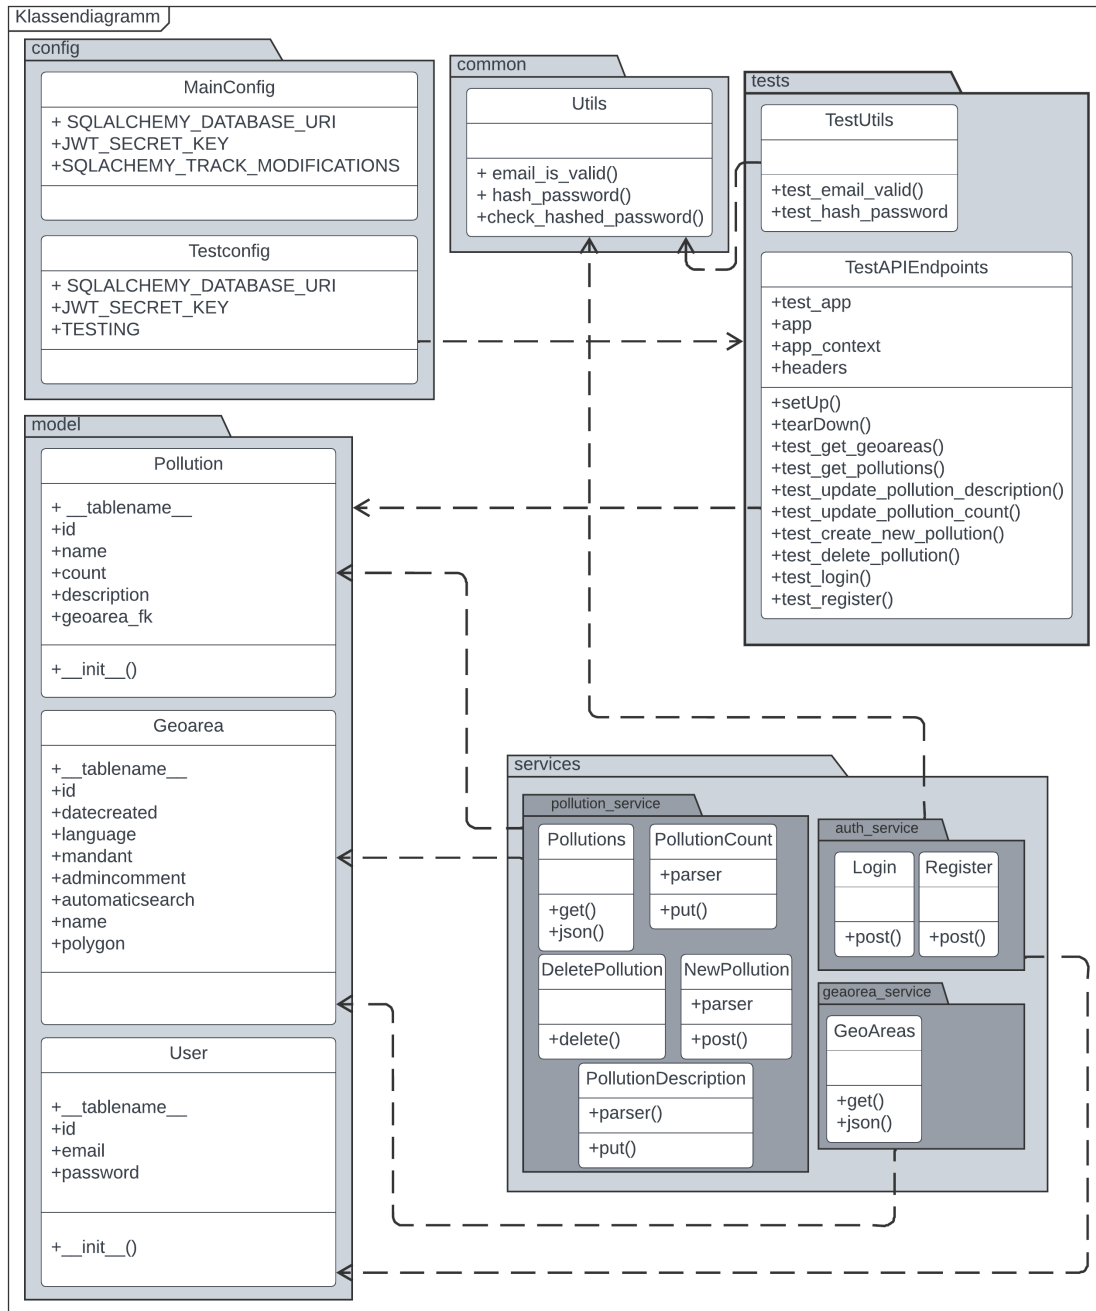 Klassendiagramm
config
MainConfig
+ SQLALCHEMY_DATABASE_URI
+JWT_SECRET_KEY
+SQLACHEMY_TRACK_MODIFICATIONS
Testconfig
+ SQLALCHEMY_DATABASE_URI
+JWT_SECRET_KEY
+TESTING
common
Utils
+ email_is_valid()
+ hash_password()
+check_hashed_password()
tests
TestUtils
+test_email_valid()
+test_hash_password
TestAPIEndpoints
+test_app
+app
+app_context
+headers
+setUp()
+tearDown()
+test_get_geoareas()
+test_get_pollutions()
+test_update_pollution_description()
+test_update_pollution_count()
+test_create_new_pollution()
+test_delete_pollution()
+test_login()
+test_register()
model
Pollution
+ __tablename__
+id
+name
+count
+description
+geoarea_fk
+__init__()
Geoarea
+__tablename__
+id
+datecreated
+language
+mandant
+admincomment
+automaticsearch
+name
+polygon
User
+__tablename__
+id
+email
+password
+__init__()
services
pollution_service
Pollutions
+get()
+json()
PollutionCount
+parser
+put()
DeletePollution
+delete()
NewPollution
+parser
+post()
PollutionDescription
+parser()
+put()
auth_service
Login
+post()
Register
+post()
geaorea_service
GeoAreas
+get()
+json()